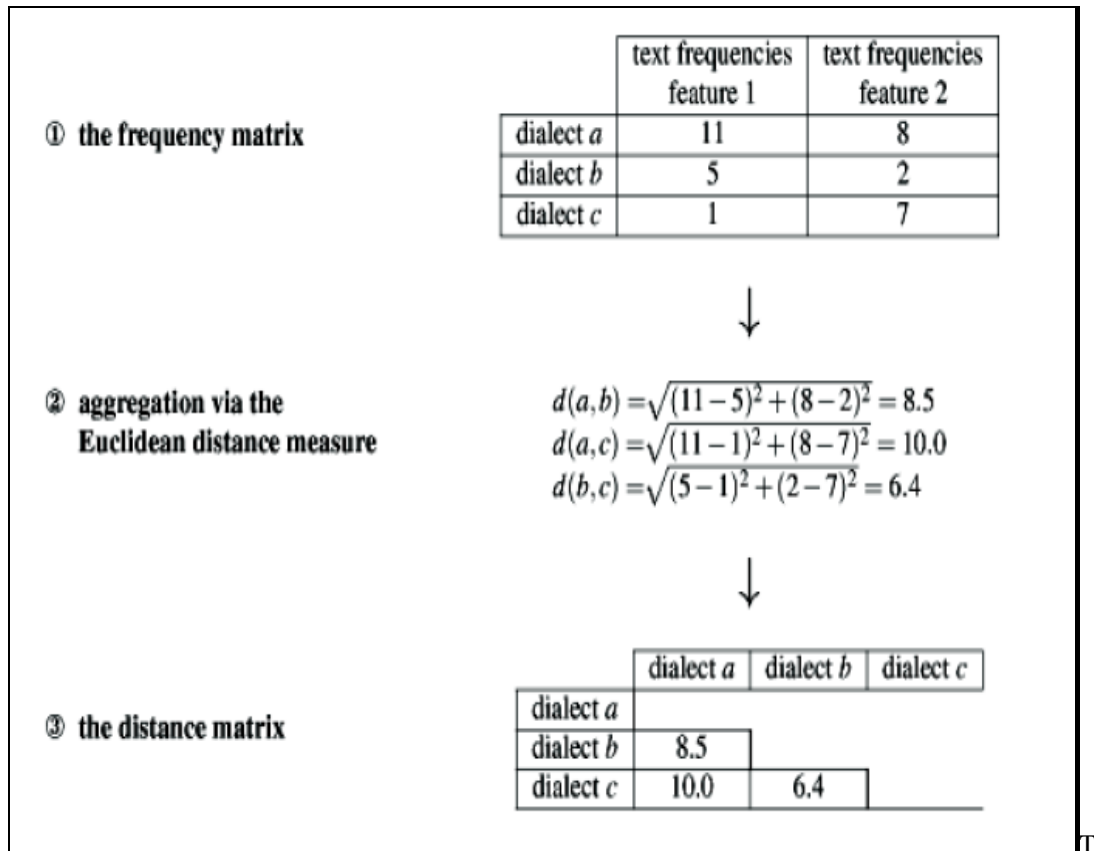 text frequencies text frequencies
feature 1 feature 2
① the frequency matrix
dialect a 11 8
dialect b 5 2
dialect c 1 7
↓
② aggregation via the
Euclidean distance measure
d(a,b) =√(11 – 5)² + (8 – 2)² = 8.5
d(a,c) =√(11 – 1)² + (8 – 7)² = 10.0
d(b,c) =√(5 – 1)² + (2 – 7)² = 6.4
↓
dialect a dialect b dialect c
③ the distance matrix
dialect a
dialect b 8.5
dialect c 10.0 6.4
T